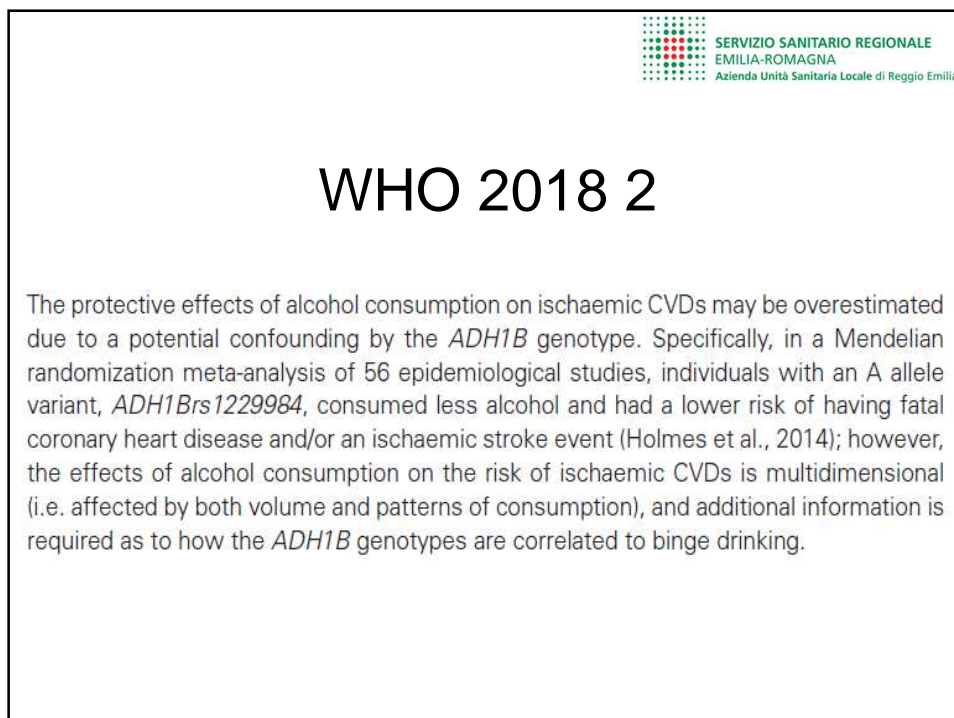 SERVIZIO SANITARIO REGIONALE
EMILIA-ROMAGNA
Azienda Unità Sanitaria Locale di Reggio Emilia
WHO 2018 2
The protective effects of alcohol consumption on ischaemic CVDs may be overestimated
due to a potential confounding by the ADH1B genotype. Specifically, in a Mendelian
randomization meta-analysis of 56 epidemiological studies, individuals with an A allele
variant, ADH1Brs1229984, consumed less alcohol and had a lower risk of having fatal
coronary heart disease and/or an ischaemic stroke event (Holmes et al., 2014); however,
the effects of alcohol consumption on the risk of ischaemic CVDs is multidimensional
(i.e. affected by both volume and patterns of consumption), and additional information is
required as to how the ADH1B genotypes are correlated to binge drinking.